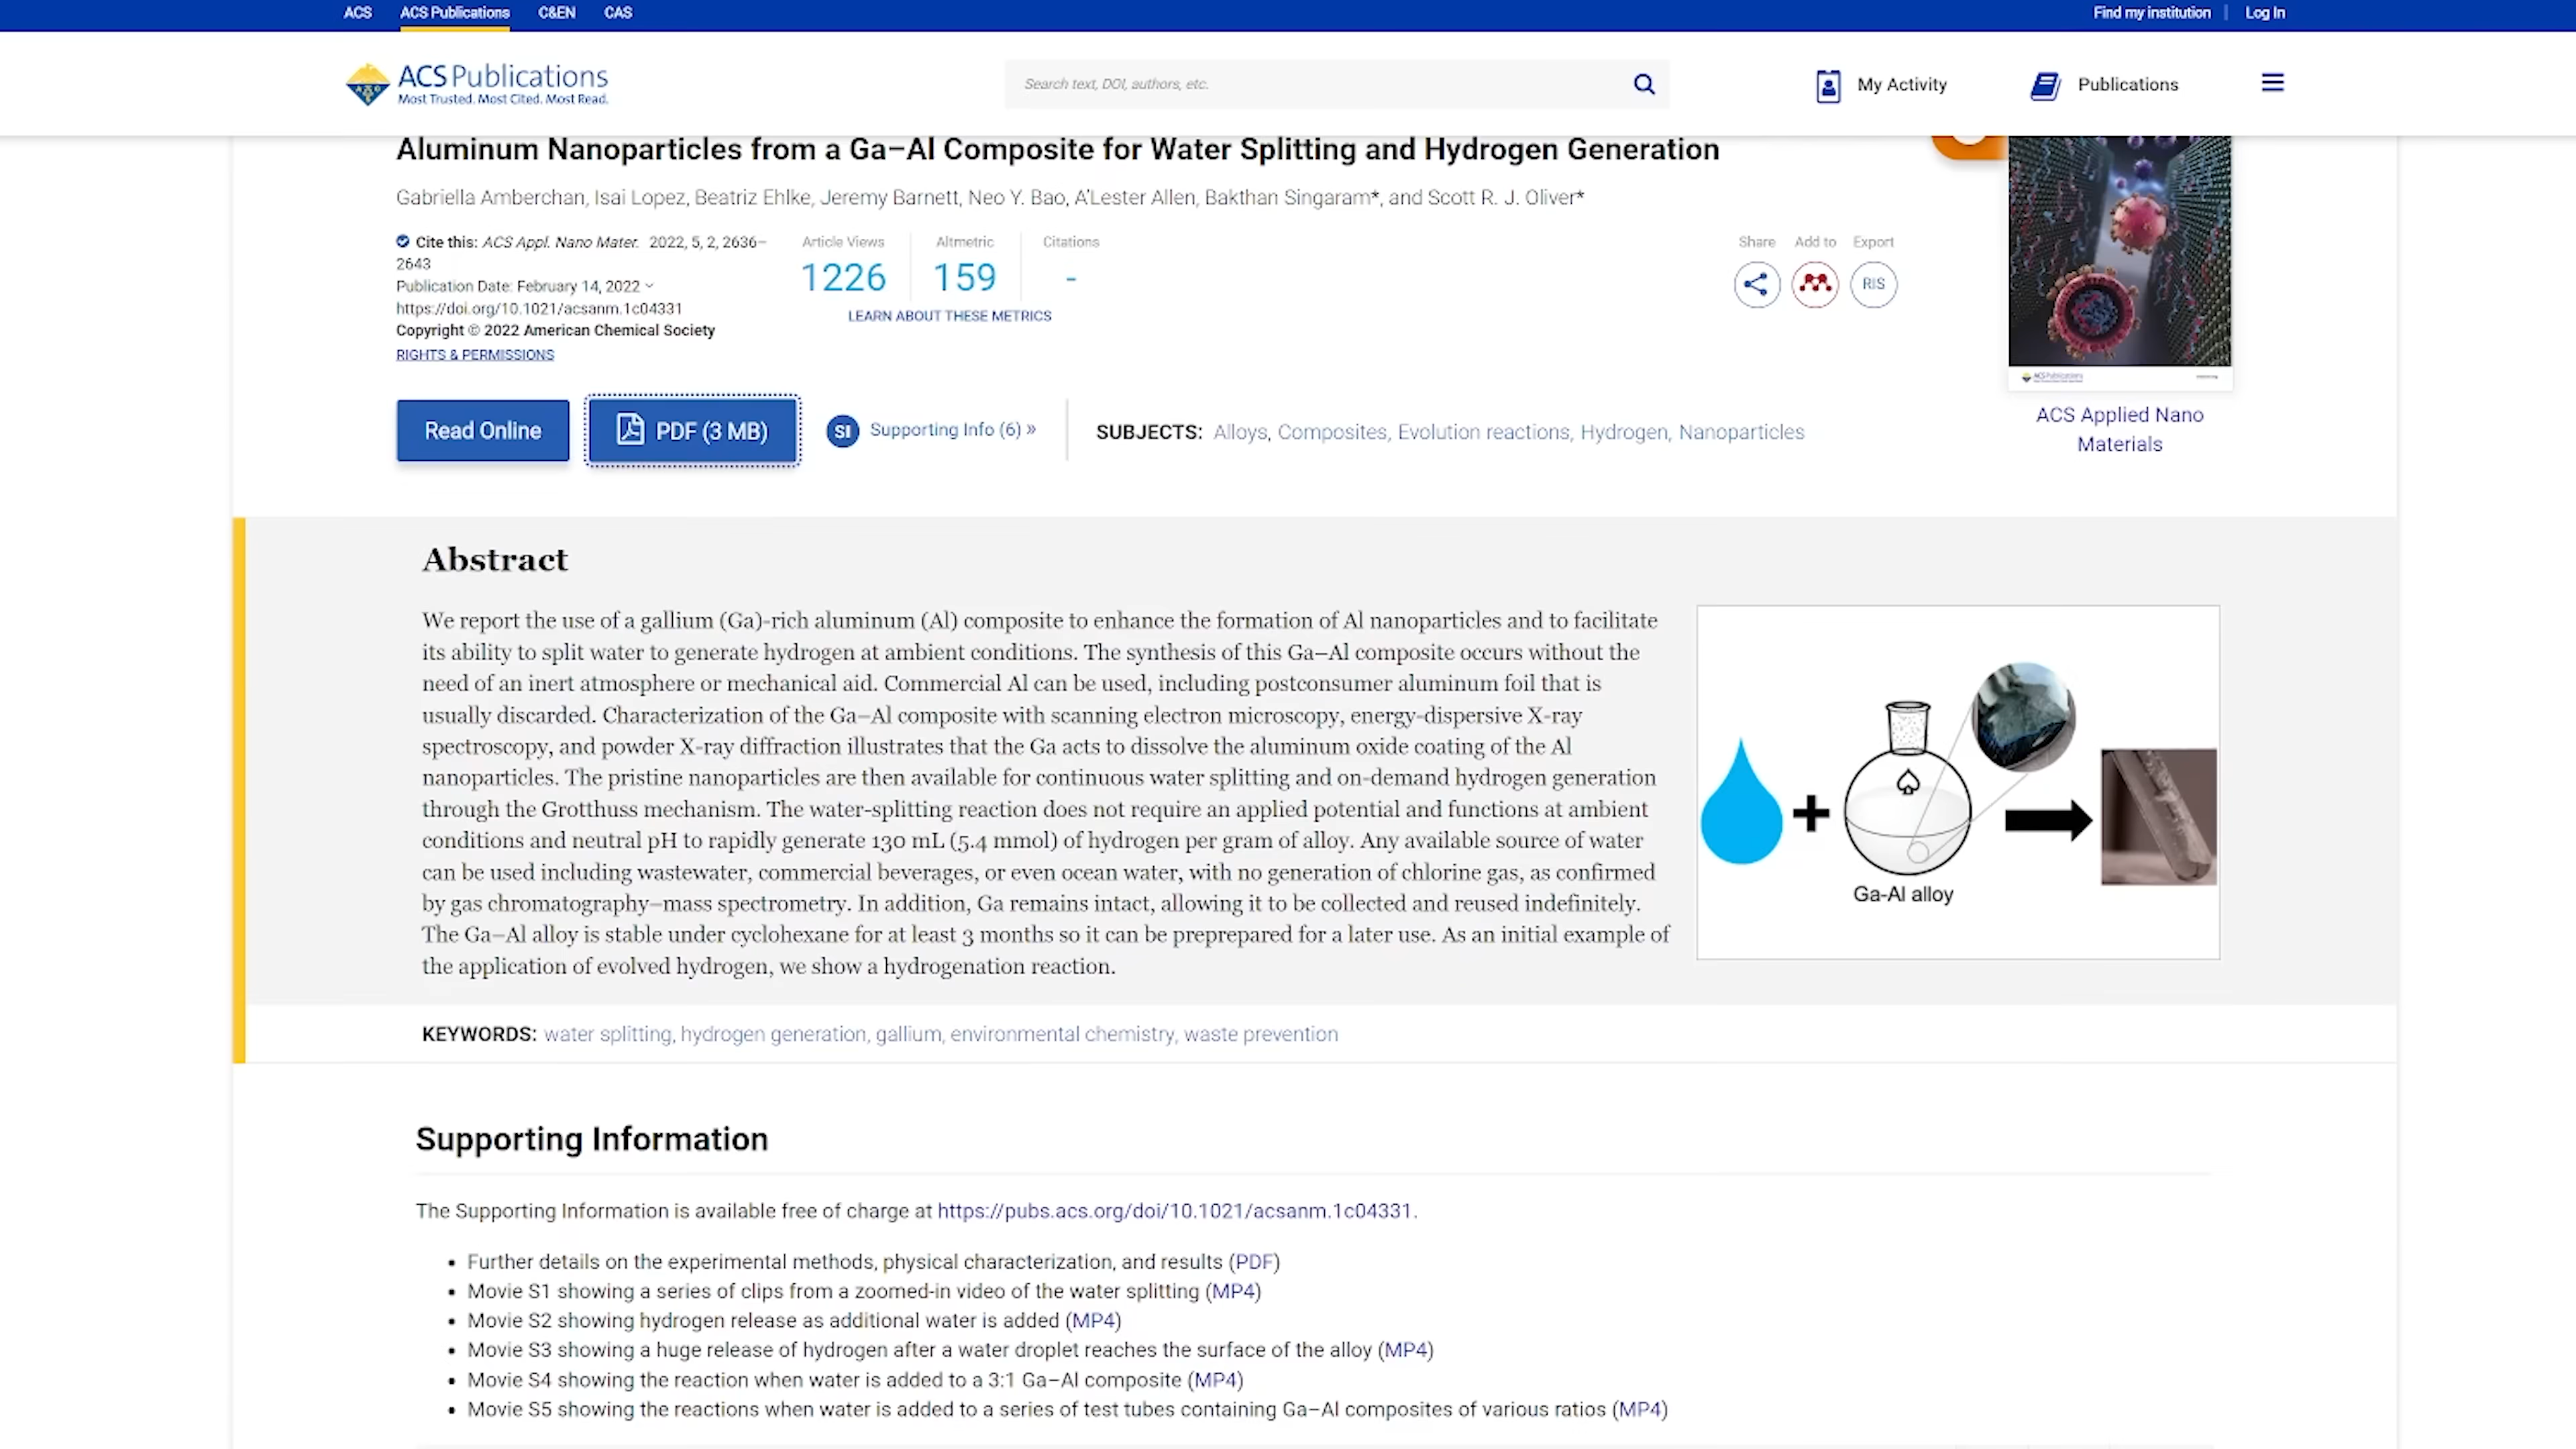 ACS ACS Publications C&EN CAS Find my institution Log In
ACS Publications
Most Trusted. Most Cited. Most Read.
Search text, DOI, authors, etc.
My Activity
Publications
Aluminum Nanoparticles from a Ga–Al Composite for Water Splitting and Hydrogen Generation
Gabriella Amberchan, Isai Lopez, Beatriz Ehlke, Jeremy Barnett, Neo Y. Bao, A'Lester Allen, Bakthan Singaram*, and Scott R. J. Oliver*
Cite this: ACS Appl. Nano Mater. 2022, 5, 2, 2636–
2643
Publication Date: February 14, 2022
https://doi.org/10.1021/acsanm.1c04331
Copyright © 2022 American Chemical Society
RIGHTS & PERMISSIONS
Article Views
1226
Altmetric
159
Citations
-
LEARN ABOUT THESE METRICS
Share Add to Export
RIS
ACS Publications
ACS Applied Nano
Materials
Read Online
PDF (3 MB)
SI Supporting Info (6) »
SUBJECTS: Alloys, Composites, Evolution reactions, Hydrogen, Nanoparticles
Abstract
We report the use of a gallium (Ga)-rich aluminum (Al) composite to enhance the formation of Al nanoparticles and to facilitate
its ability to split water to generate hydrogen at ambient conditions. The synthesis of this Ga–Al composite occurs without the
need of an inert atmosphere or mechanical aid. Commercial Al can be used, including postconsumer aluminum foil that is
usually discarded. Characterization of the Ga–Al composite with scanning electron microscopy, energy-dispersive X-ray
spectroscopy, and powder X-ray diffraction illustrates that the Ga acts to dissolve the aluminum oxide coating of the Al
nanoparticles. The pristine nanoparticles are then available for continuous water splitting and on-demand hydrogen generation
through the Grotthuss mechanism. The water-splitting reaction does not require an applied potential and functions at ambient
conditions and neutral pH to rapidly generate 130 mL (5.4 mmol) of hydrogen per gram of alloy. Any available source of water
can be used including wastewater, commercial beverages, or even ocean water, with no generation of chlorine gas, as confirmed
by gas chromatography–mass spectrometry. In addition, Ga remains intact, allowing it to be collected and reused indefinitely.
The Ga–Al alloy is stable under cyclohexane for at least 3 months so it can be preprepared for a later use. As an initial example of
the application of evolved hydrogen, we show a hydrogenation reaction.
Ga-Al alloy
KEYWORDS: water splitting, hydrogen generation, gallium, environmental chemistry, waste prevention
Supporting Information
The Supporting Information is available free of charge at https://pubs.acs.org/doi/10.1021/acsanm.1c04331.
• Further details on the experimental methods, physical characterization, and results (PDF)
• Movie S1 showing a series of clips from a zoomed-in video of the water splitting (MP4)
• Movie S2 showing hydrogen release as additional water is added (MP4)
• Movie S3 showing a huge release of hydrogen after a water droplet reaches the surface of the alloy (MP4)
• Movie S4 showing the reaction when water is added to a 3:1 Ga–Al composite (MP4)
• Movie S5 showing the reactions when water is added to a series of test tubes containing Ga–Al composites of various ratios (MP4)